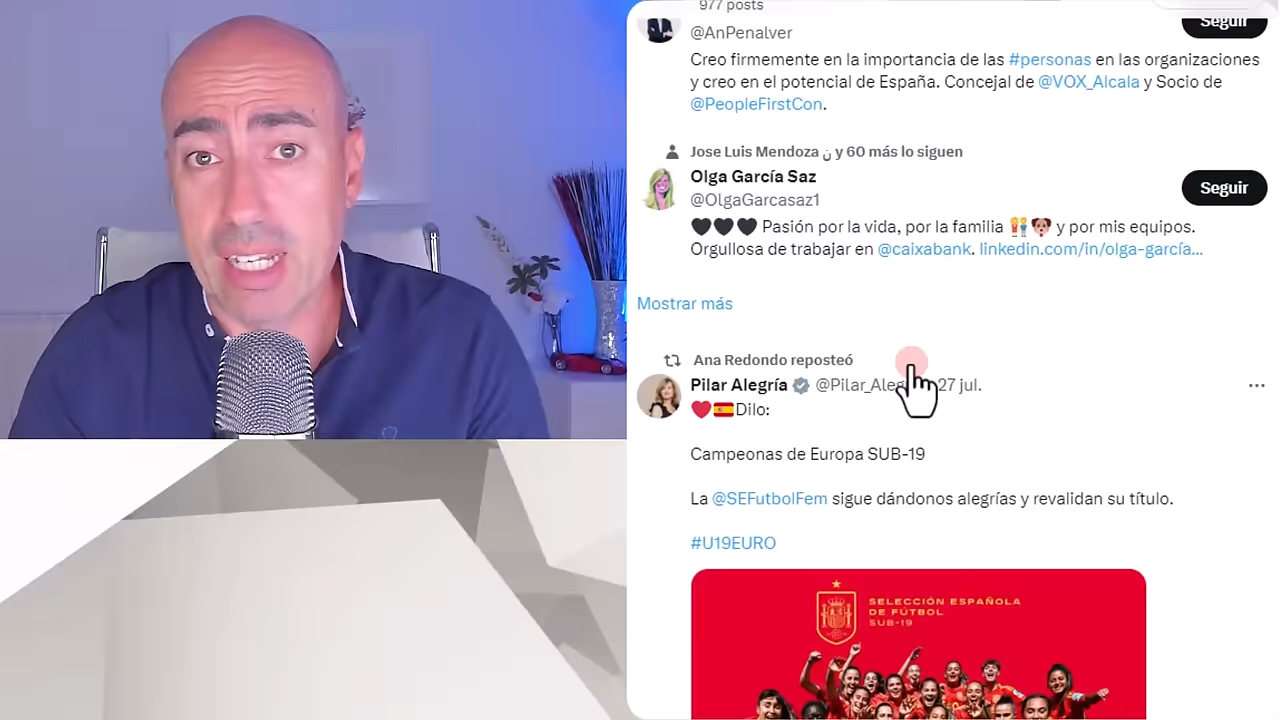 977 posts
@AnPenalver
Seguir
Creo firmemente en la importancia de las #personas en las organizaciones
y creo en el potencial de España. Concejal de @VOX_Alcala y Socio de
@PeopleFirstCon.
Jose Luis Mendoza ن y 60 más lo siguen
Olga García Saz
@OlgaGarcasaz1
Seguir
🖤🖤🖤 Pasión por la vida, por la familia 👫🐶 y por mis equipos.
Orgullosa de trabajar en @caixabank. linkedin.com/in/olga-garcía...
Mostrar más
Ana Redondo reposteó
Pilar Alegría @Pilar_Aleg 27 jul.
❤️🇪🇸Dilo:
Campeonas de Europa SUB-19
La @SEFutbolFem sigue dándonos alegrías y revalidan su título.
#U19EURO
SELECCIÓN ESPAÑOLA
DE FÚTBOL
SUB-19